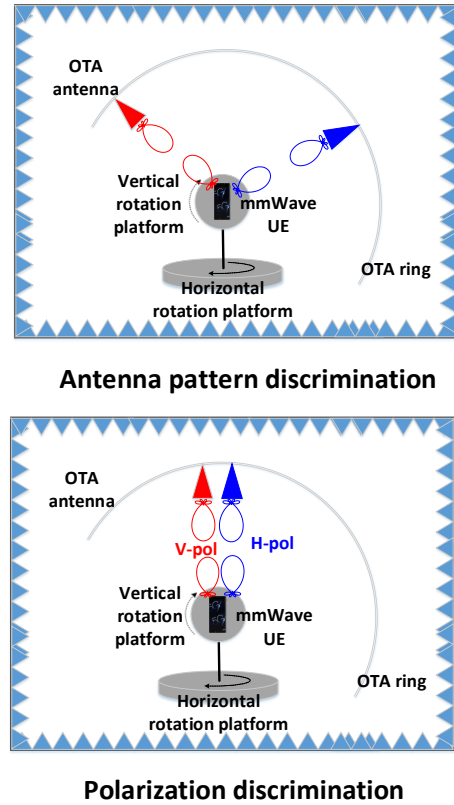 OTA
antenna
Vertical
rotation
platform
mmWave
UE
OTA ring
Horizontal
rotation platform
Antenna pattern discrimination
OTA
antenna
V-pol
H-pol
Vertical
rotation
platform
mmWave
UE
OTA ring
Horizontal
rotation platform
Polarization discrimination